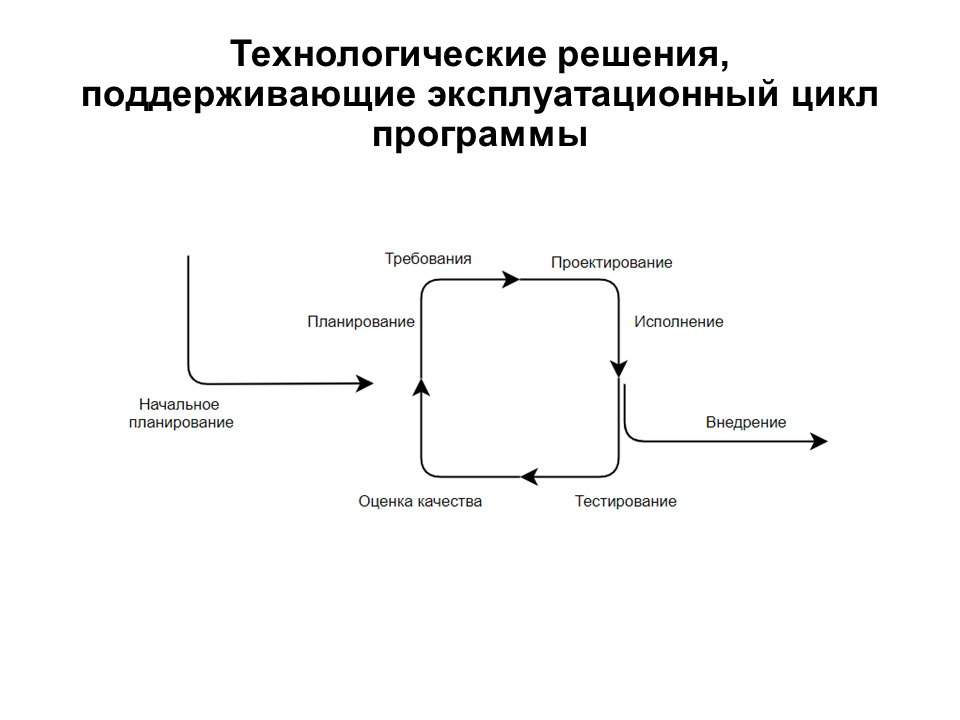 Технологические решения,
поддерживающие эксплуатационный цикл
программы
Требования
Проектирование
Планирование
Исполнение
Начальное
планирование
Внедрение
Оценка качества
Тестирование